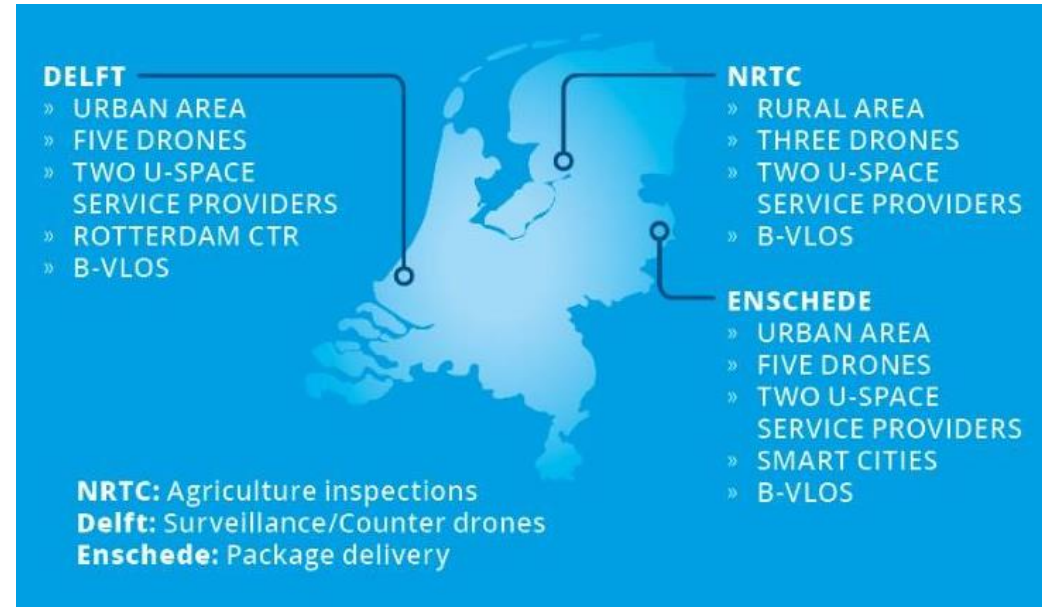 DELFT
» URBAN AREA
» FIVE DRONES
» TWO U-SPACE
SERVICE PROVIDERS
» ROTTERDAM CTR
» B-VLOS
NRTC
» RURAL AREA
» THREE DRONES
» TWO U-SPACE
SERVICE PROVIDERS
» B-VLOS
ENSCHEDE
» URBAN AREA
» FIVE DRONES
» TWO U-SPACE
SERVICE PROVIDERS
» SMART CITIES
» B-VLOS
NRTC: Agriculture inspections
Delft: Surveillance/Counter drones
Enschede: Package delivery